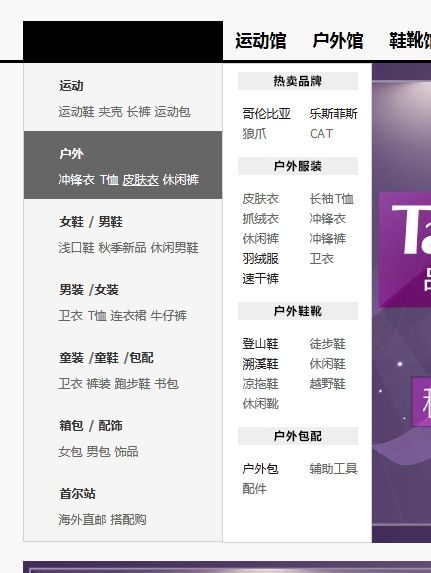 运动馆 户外馆 鞋靴馆
运动
运动鞋 夹克 长裤 运动包
户外
冲锋衣 T恤 皮肤衣 休闲裤
女鞋 / 男鞋
浅口鞋 秋季新品 休闲男鞋
男装 /女装
卫衣 T恤 连衣裙 牛仔裤
童装 /童鞋 /包配
卫衣 裤装 跑步鞋 书包
箱包 / 配饰
女包 男包 饰品
首尔站
海外直邮 搭配购
热卖品牌
哥伦比亚 乐斯菲斯
狼爪 CAT
户外服装
皮肤衣 长袖T恤
抓绒衣 冲锋衣
休闲裤 冲锋裤
羽绒服 卫衣
速干裤
户外鞋靴
登山鞋 徒步鞋
溯溪鞋 休闲鞋
凉拖鞋 越野鞋
休闲靴
户外包配
户外包 辅助工具
配件
Ta
品